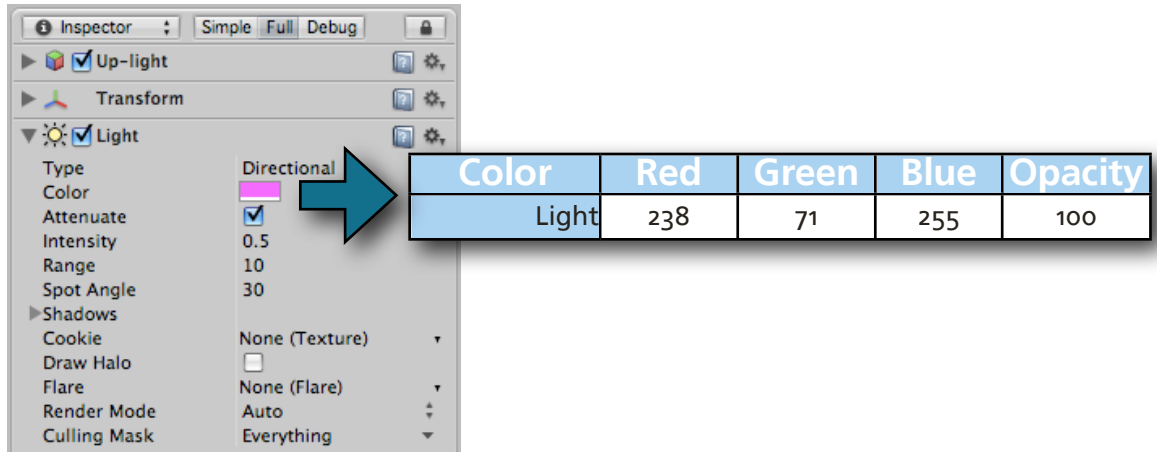 Inspector Simple Full Debug
Up-light
Transform
Light
Type Directional
Color
Attenuate
Intensity 0.5
Range 10
Spot Angle 30
Shadows
Cookie None (Texture)
Draw Halo
Flare None (Flare)
Render Mode Auto
Culling Mask Everything
Color Red Green Blue Opacity
Light 238 71 255 100